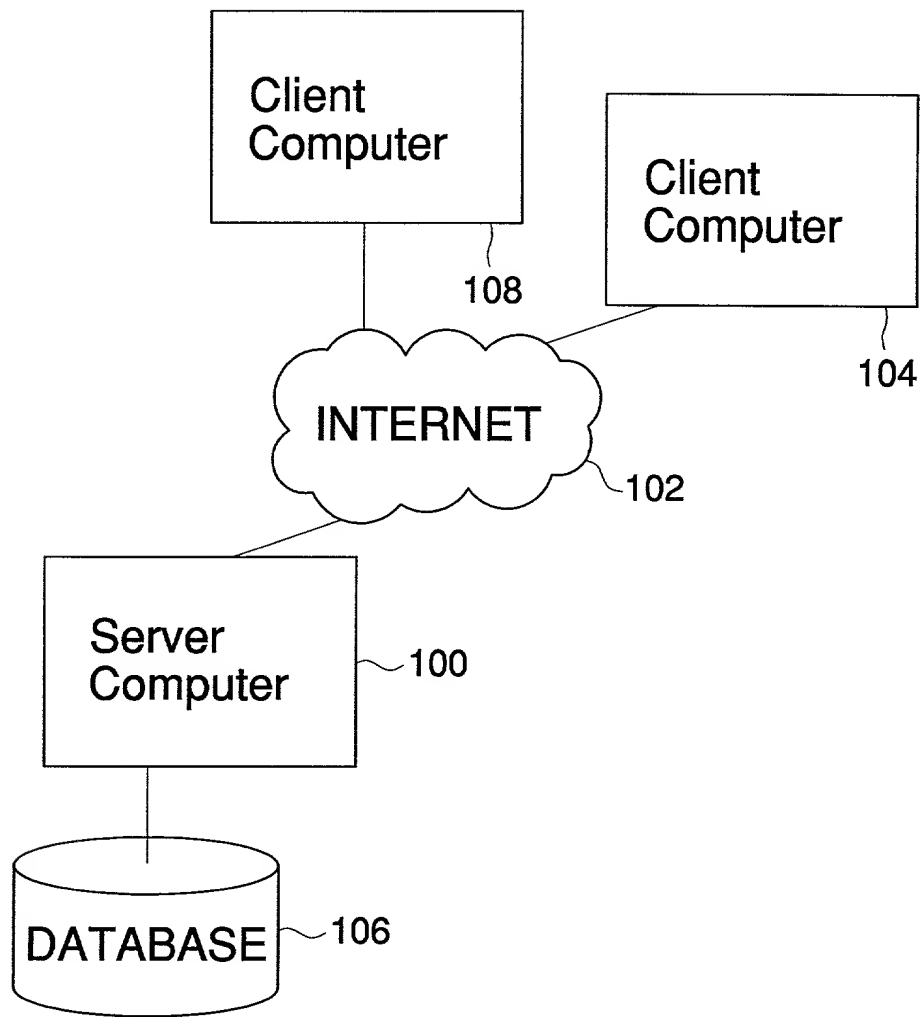 Client
Computer
108
Client
Computer
104
INTERNET
102
Server
Computer
100
DATABASE
106